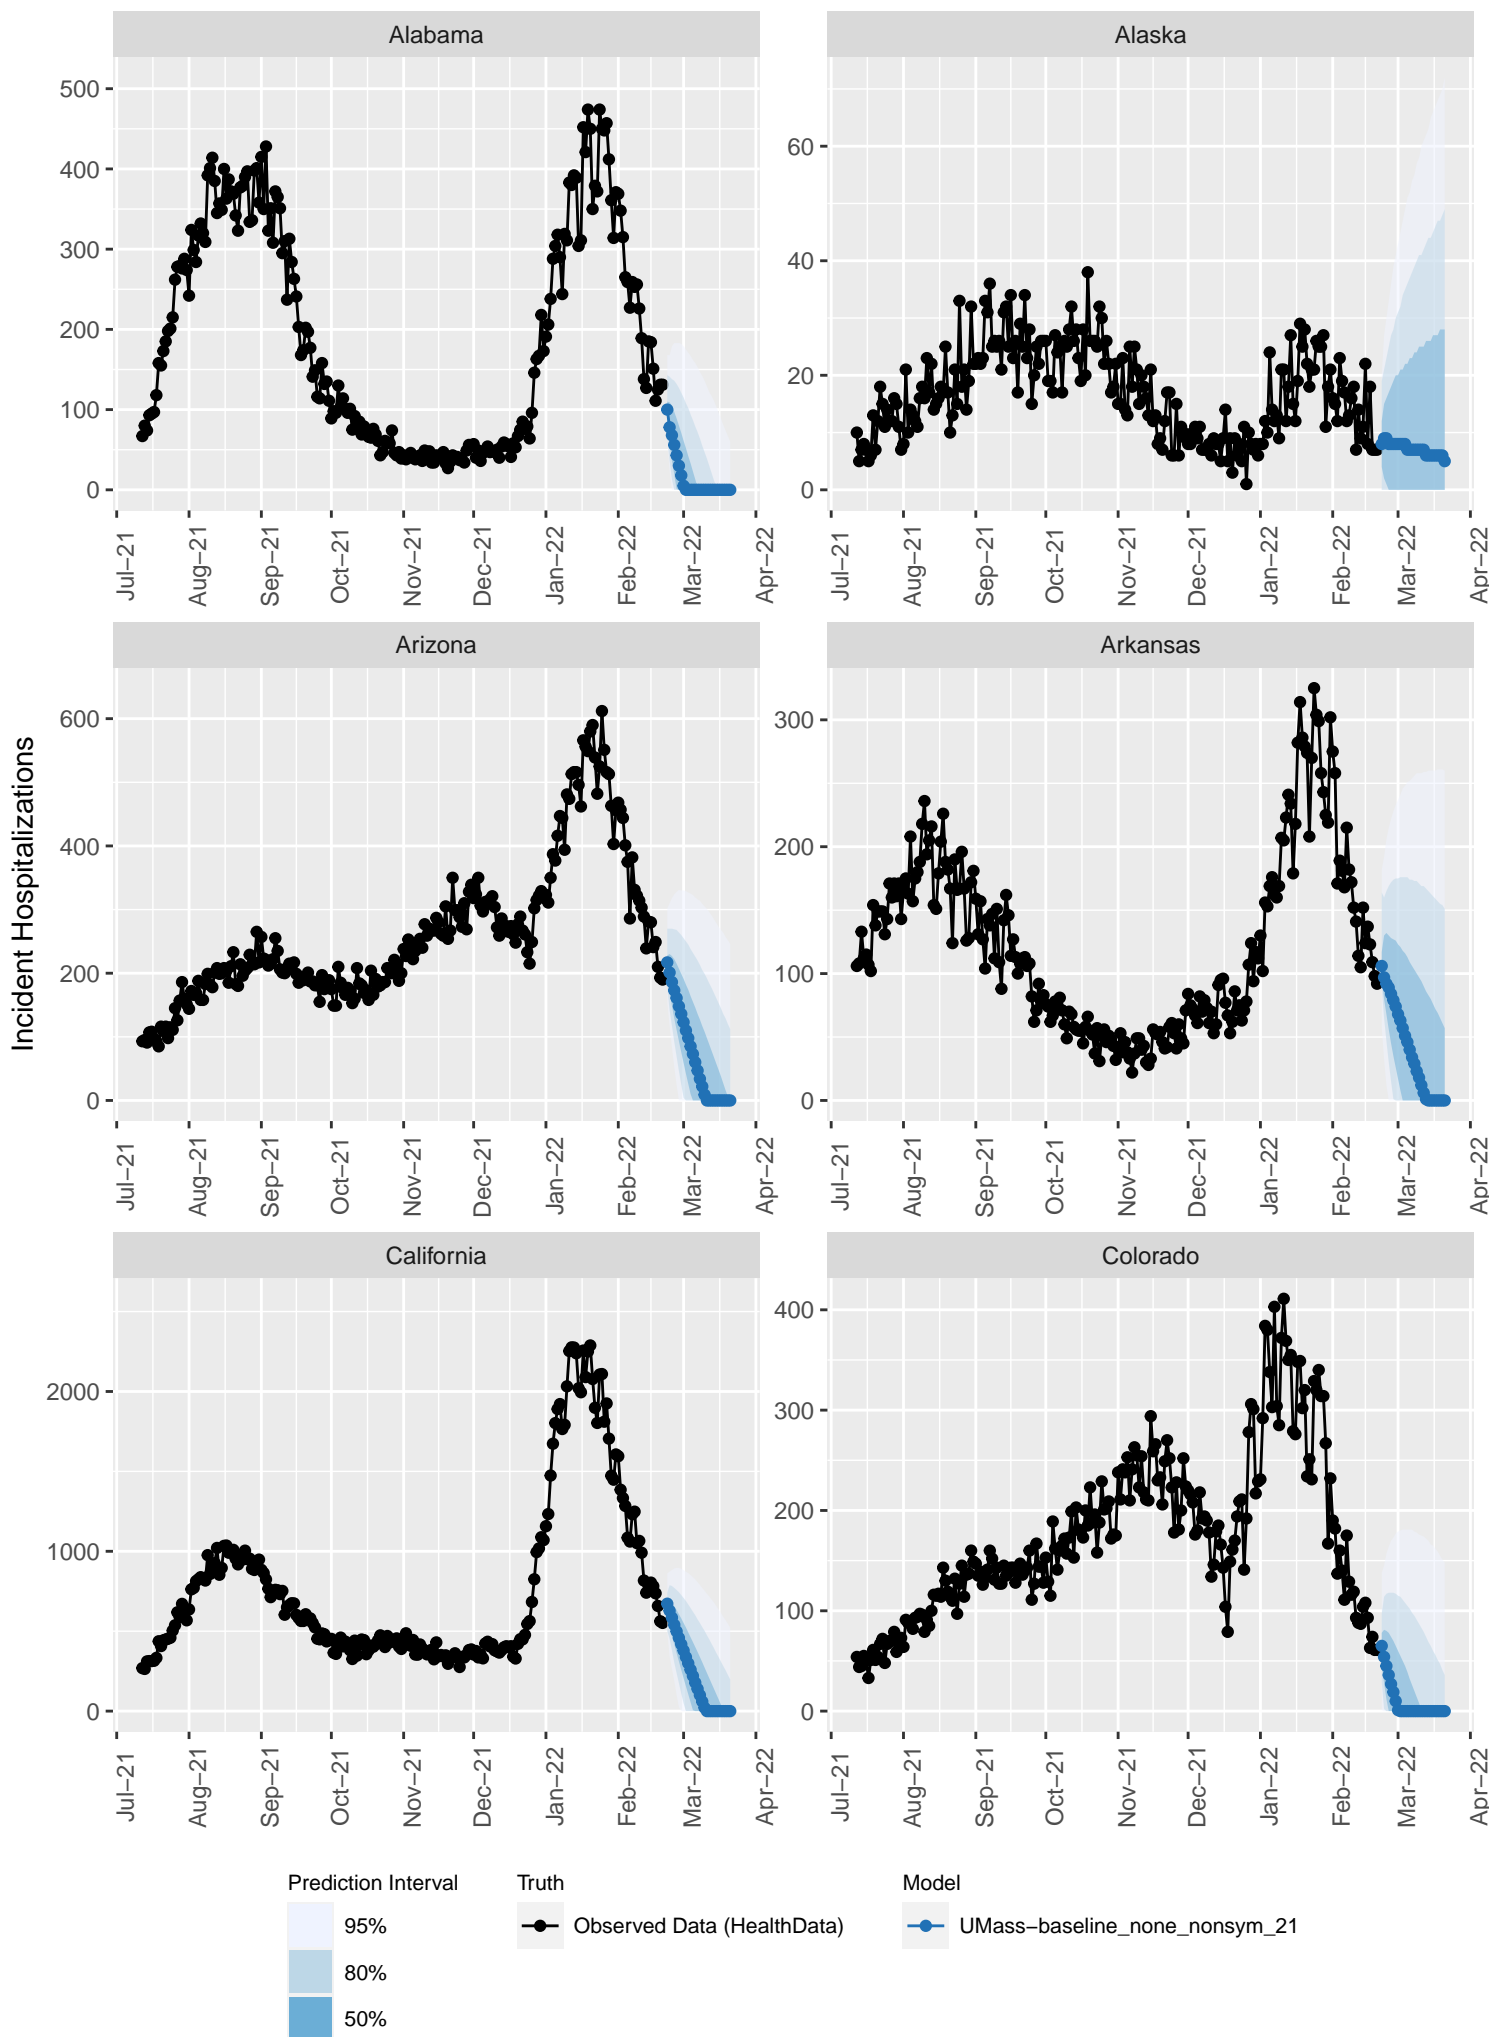 Alabama
Alaska
500
400
300
200
100
0
60
40
20
0
Jul−21
Aug−21
Sep−21
Oct−21
Nov−21
Dec−21
Jan−22
Feb−22
Mar−22
Apr−22
Jul−21
Aug−21
Sep−21
Oct−21
Nov−21
Dec−21
Jan−22
Feb−22
Mar−22
Apr−22
Incident Hospitalizations
Arizona
Arkansas
600
400
200
0
300
200
100
0
Jul−21
Aug−21
Sep−21
Oct−21
Nov−21
Dec−21
Jan−22
Feb−22
Mar−22
Apr−22
Jul−21
Aug−21
Sep−21
Oct−21
Nov−21
Dec−21
Jan−22
Feb−22
Mar−22
Apr−22
California
Colorado
2000
1000
0
400
300
200
100
0
Jul−21
Aug−21
Sep−21
Oct−21
Nov−21
Dec−21
Jan−22
Feb−22
Mar−22
Apr−22
Jul−21
Aug−21
Sep−21
Oct−21
Nov−21
Dec−21
Jan−22
Feb−22
Mar−22
Apr−22
Prediction Interval
95%
80%
50%
Truth
Observed Data (HealthData)
Model
UMass−baseline_none_nonsym_21